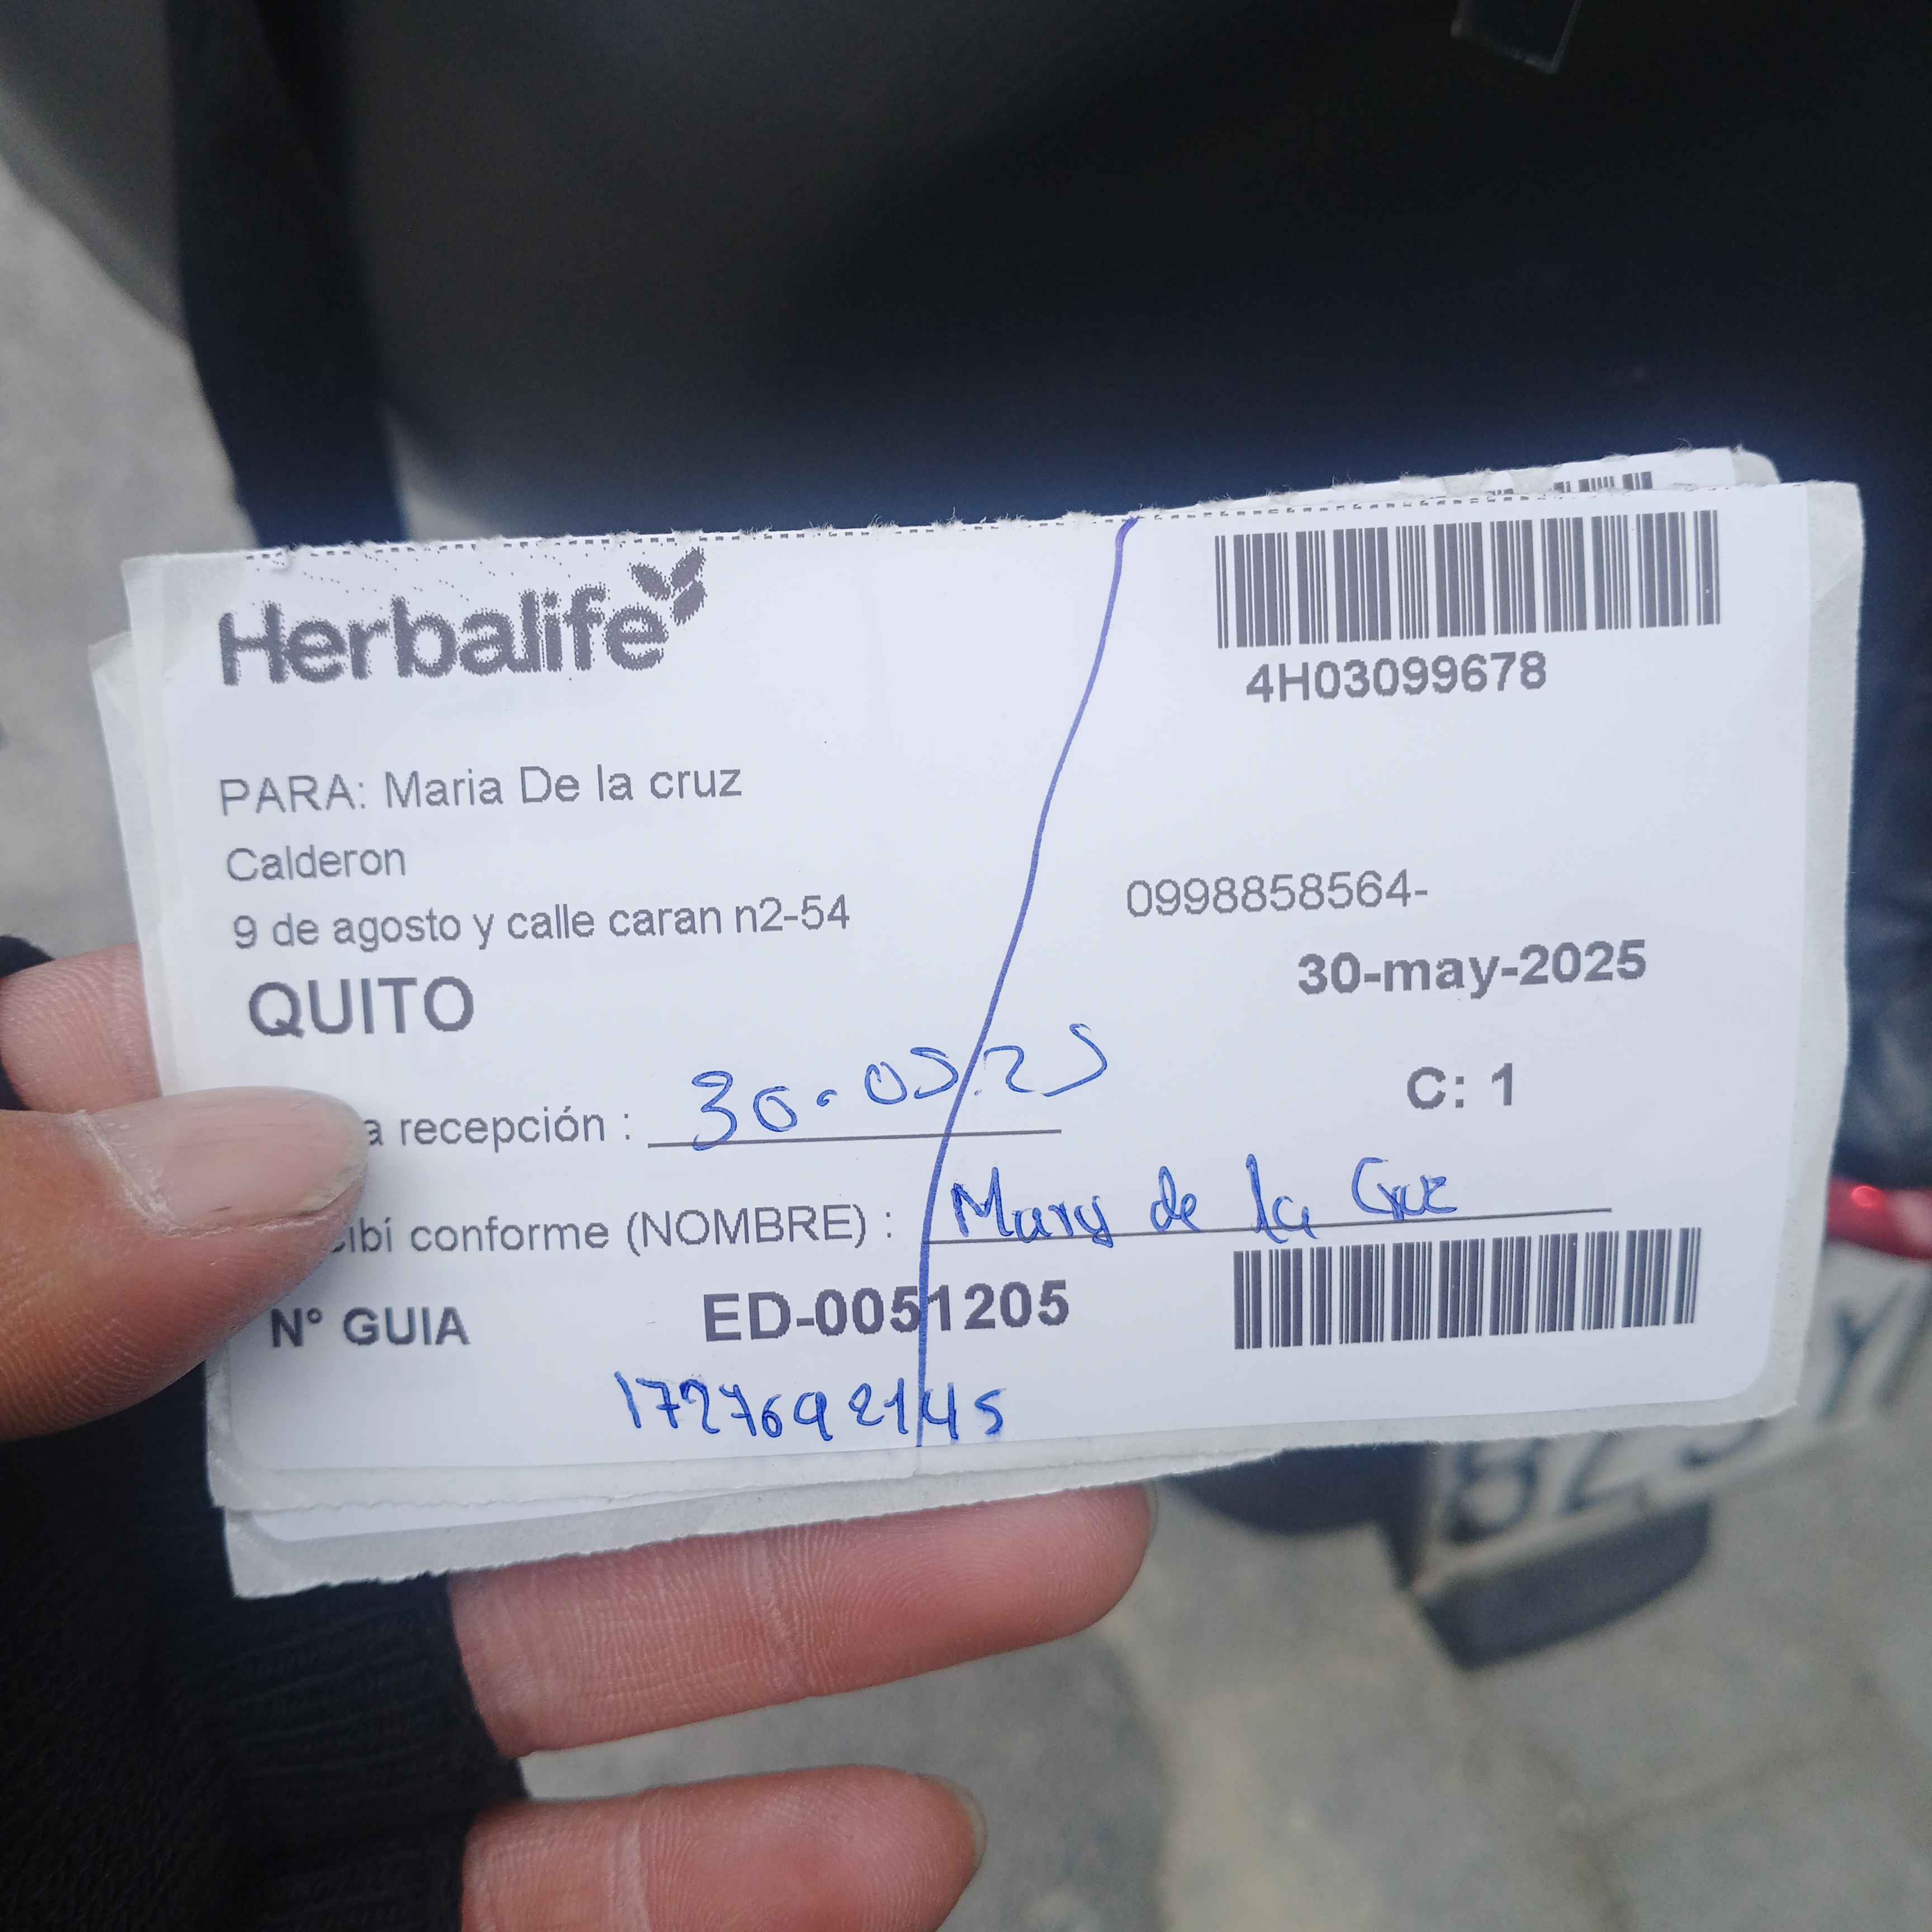 Herbalife
4H03099678
PARA: Maria De la cruz
Calderon
0998858564-
9 de agosto y calle caran n2-54
30-may-2025
QUITO
a recepción : 30-05.25
C: 1
ibí conforme (NOMBRE) : Mary de la Cruz
N° GUIA ED-0051205
1727692145